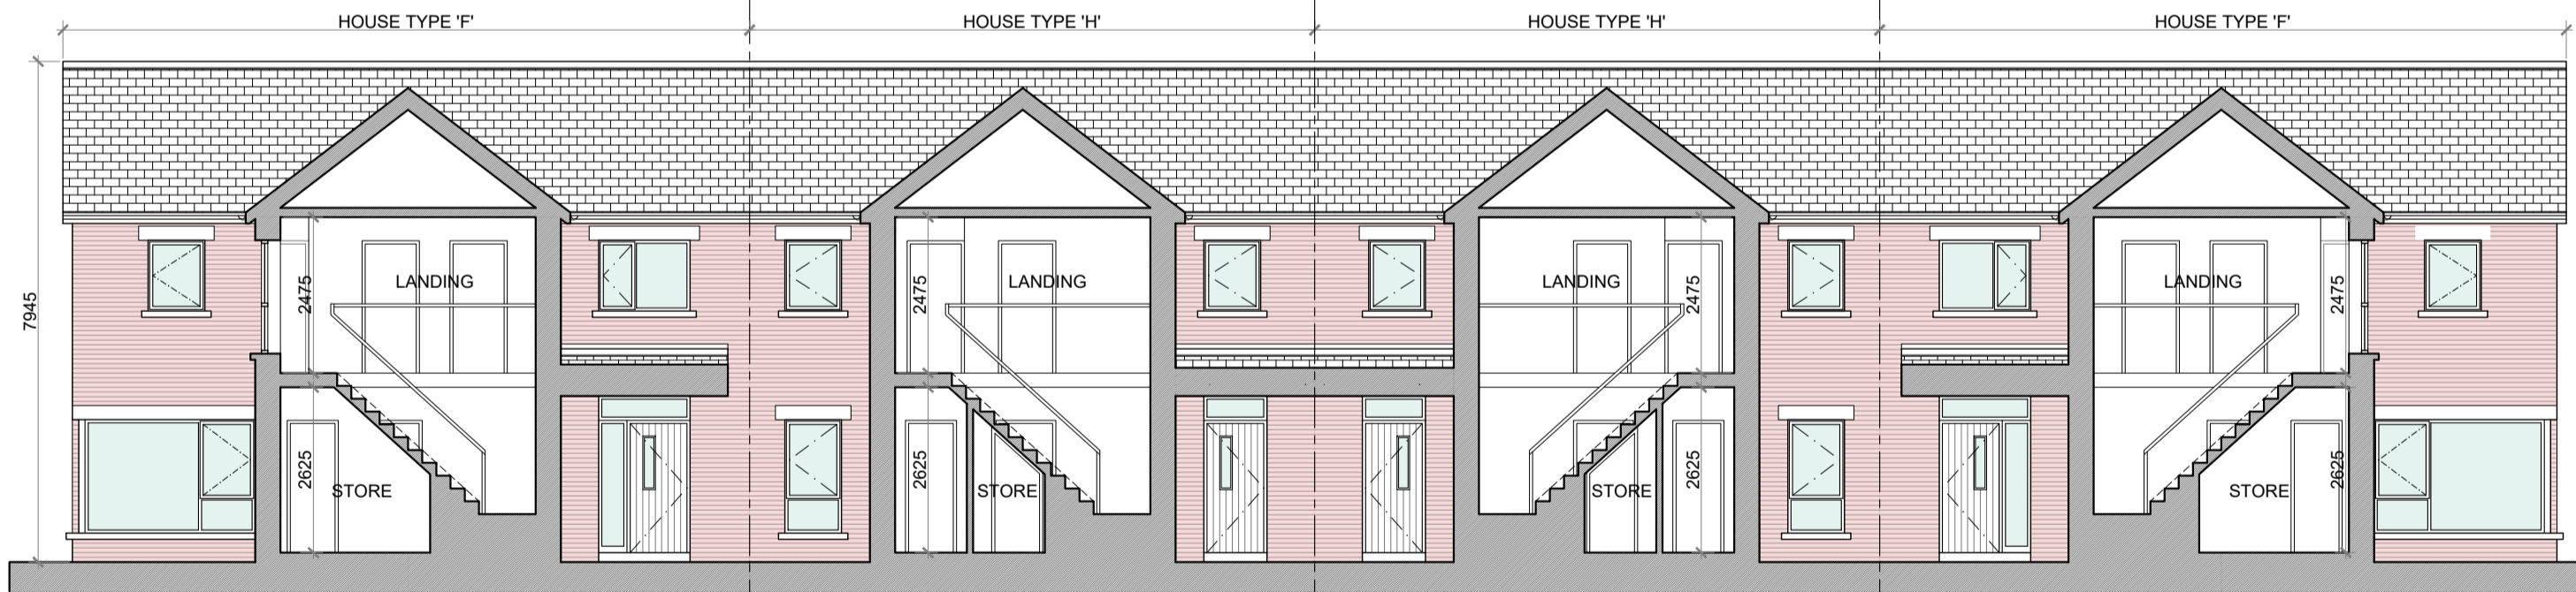 HOUSE TYPE 'F'
HOUSE TYPE 'H'
HOUSE TYPE 'H'
HOUSE TYPE 'F'
7945
2475
LANDING
2475
LANDING
LANDING
2475
LANDING
2475
2625
STORE
2625
STORE
STORE
2625
STORE
2625